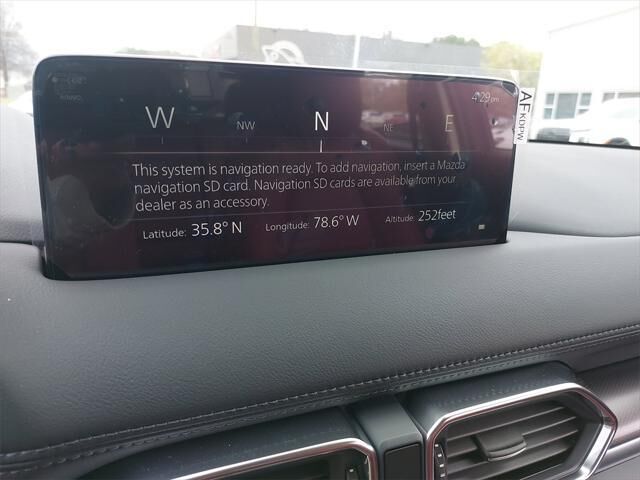 4:29 pm
W NW N NE E
This system is navigation ready. To add navigation, insert a Mazda
navigation SD card. Navigation SD cards are available from your
dealer as an accessory.
Latitude: 35.8° N Longitude: 78.6° W Altitude: 252feet
AF KDPW